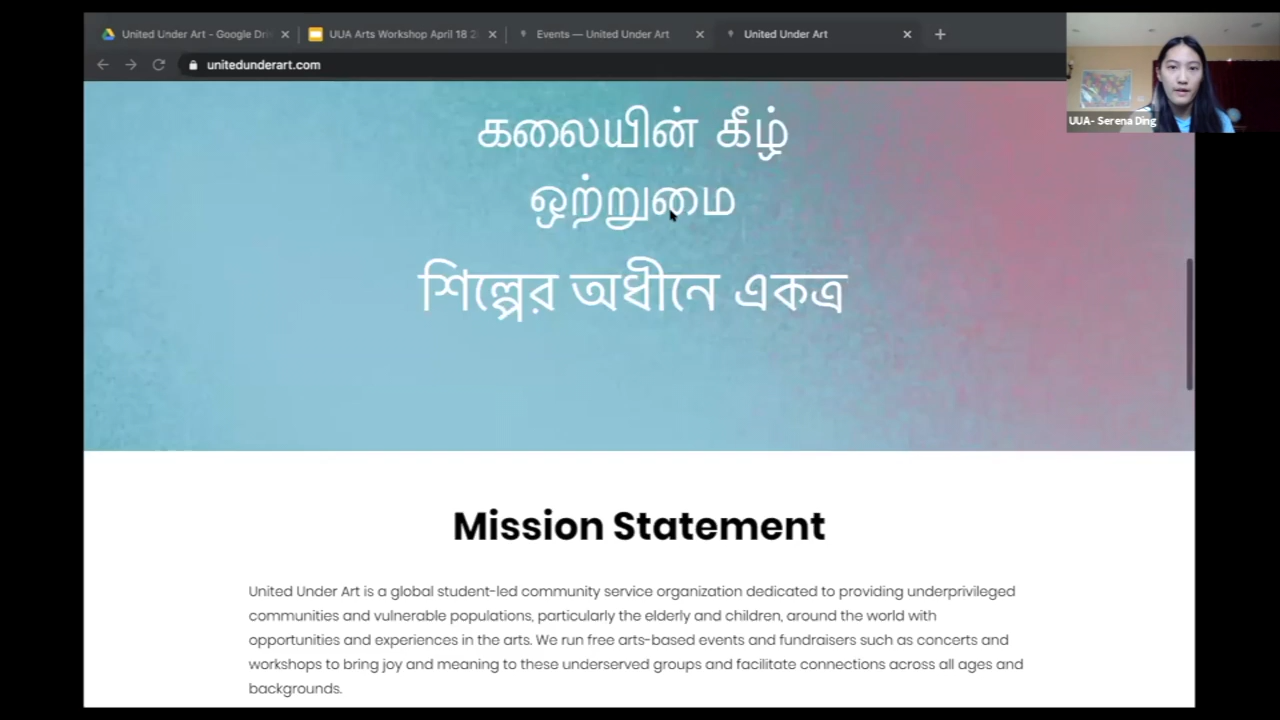 United Under Art - Google Dri
UUA Arts Workshop April 18 2
Events — United Under Art
United Under Art
unitedunderart.com
UUA- Serena Ding
கலையின் கீழ்
ஒற்றுமை
শিল্পের অধীনে একত্র
Mission Statement
United Under Art is a global student-led community service organization dedicated to providing underprivileged
communities and vulnerable populations, particularly the elderly and children, around the world with
opportunities and experiences in the arts. We run free arts-based events and fundraisers such as concerts and
workshops to bring joy and meaning to these underserved groups and facilitate connections across all ages and
backgrounds.